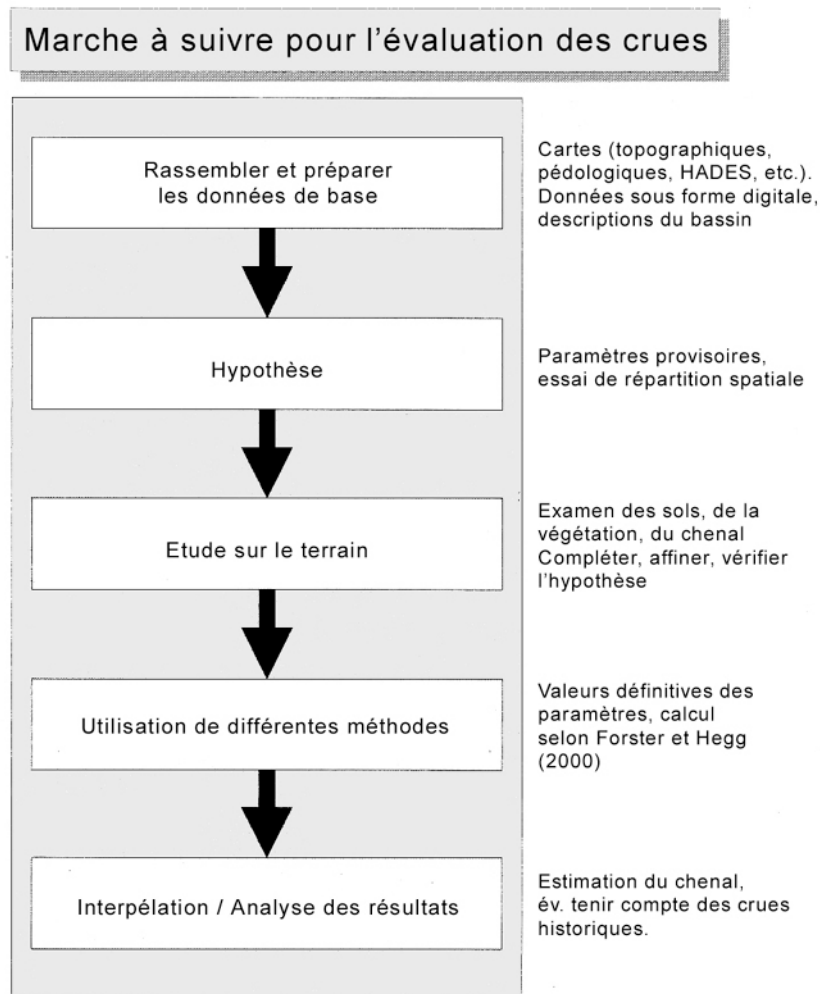 Marche à suivre pour l'évaluation des crues
Rassembler et préparer
les données de base
Cartes (topographiques,
pédologiques, HADES, etc.).
Données sous forme digitale,
descriptions du bassin
Hypothèse
Paramètres provisoires,
essai de répartition spatiale
Etude sur le terrain
Examen des sols, de la
végétation, du chenal
Compléter, affiner, vérifier
l'hypothèse
Utilisation de différentes méthodes
Valeurs définitives des
paramètres, calcul
selon Forster et Hegg
(2000)
Interpélation / Analyse des résultats
Estimation du chenal,
év. tenir compte des crues
historiques.